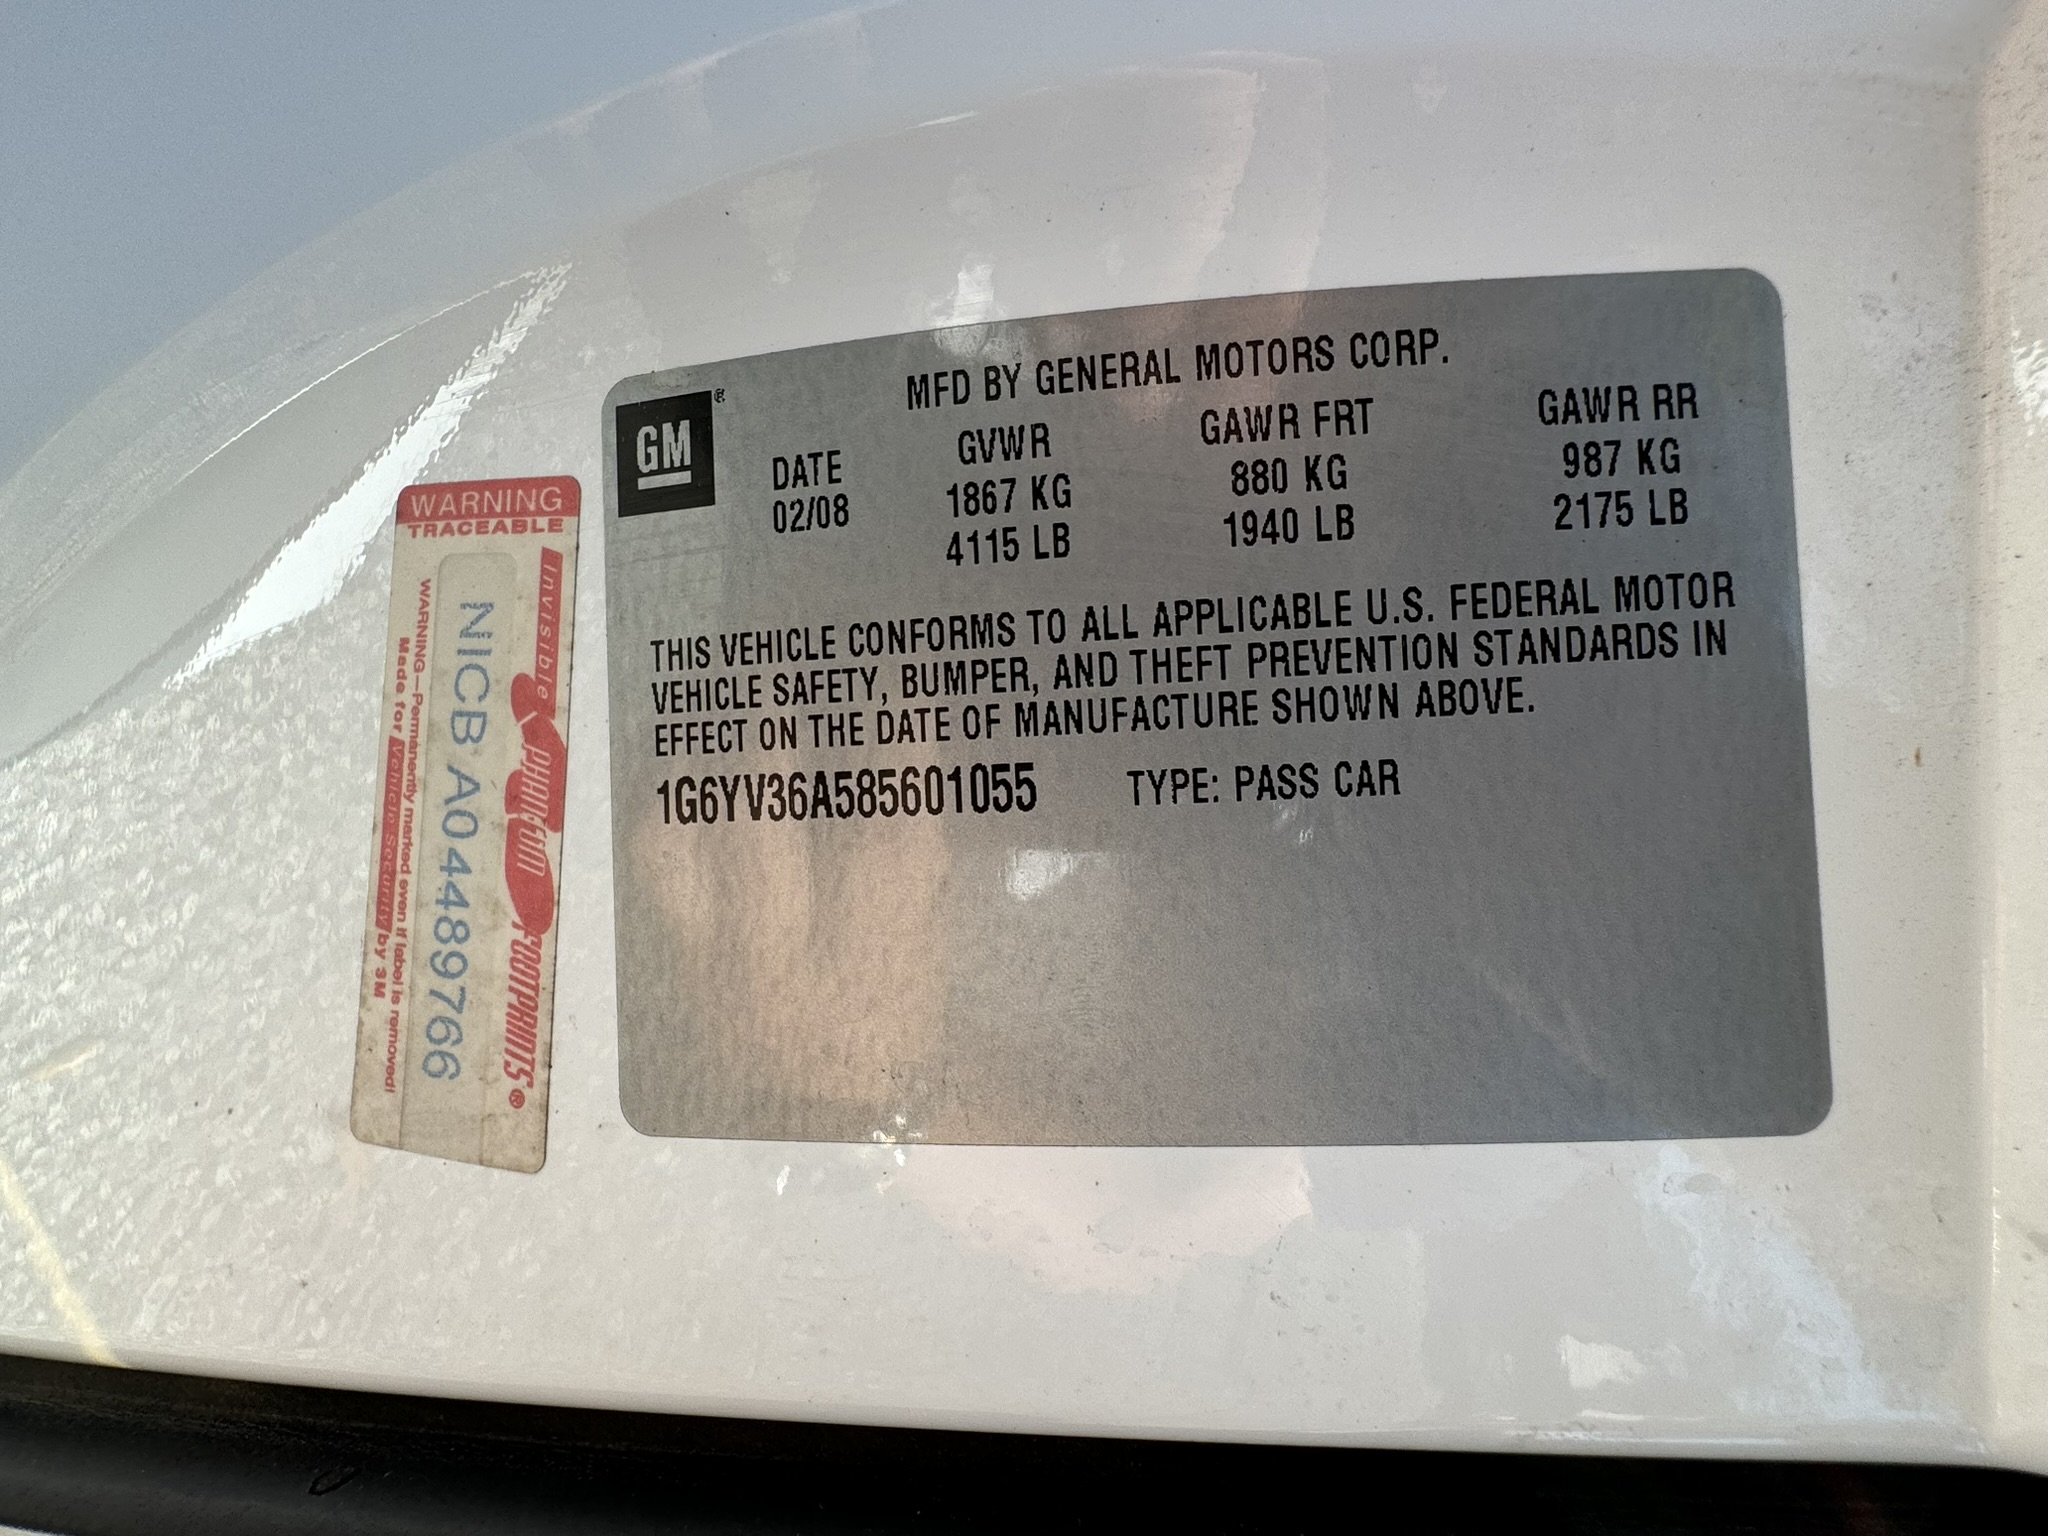 MFD BY GENERAL MOTORS CORP.
GM®
DATE GVWR GAWR FRT GAWR RR
02/08 1867 KG 880 KG 987 KG
4115 LB 1940 LB 2175 LB
THIS VEHICLE CONFORMS TO ALL APPLICABLE U.S. FEDERAL MOTOR
VEHICLE SAFETY, BUMPER, AND THEFT PREVENTION STANDARDS IN
EFFECT ON THE DATE OF MANUFACTURE SHOWN ABOVE.
1G6YV36A585601055 TYPE: PASS CAR
WARNING
TRACEABLE
Invisible PHANTOM FOOTPRINTS®
NICB A04489766
WARNING—Permanently marked even if label is removed!
Made for Vehicle Security by 3M